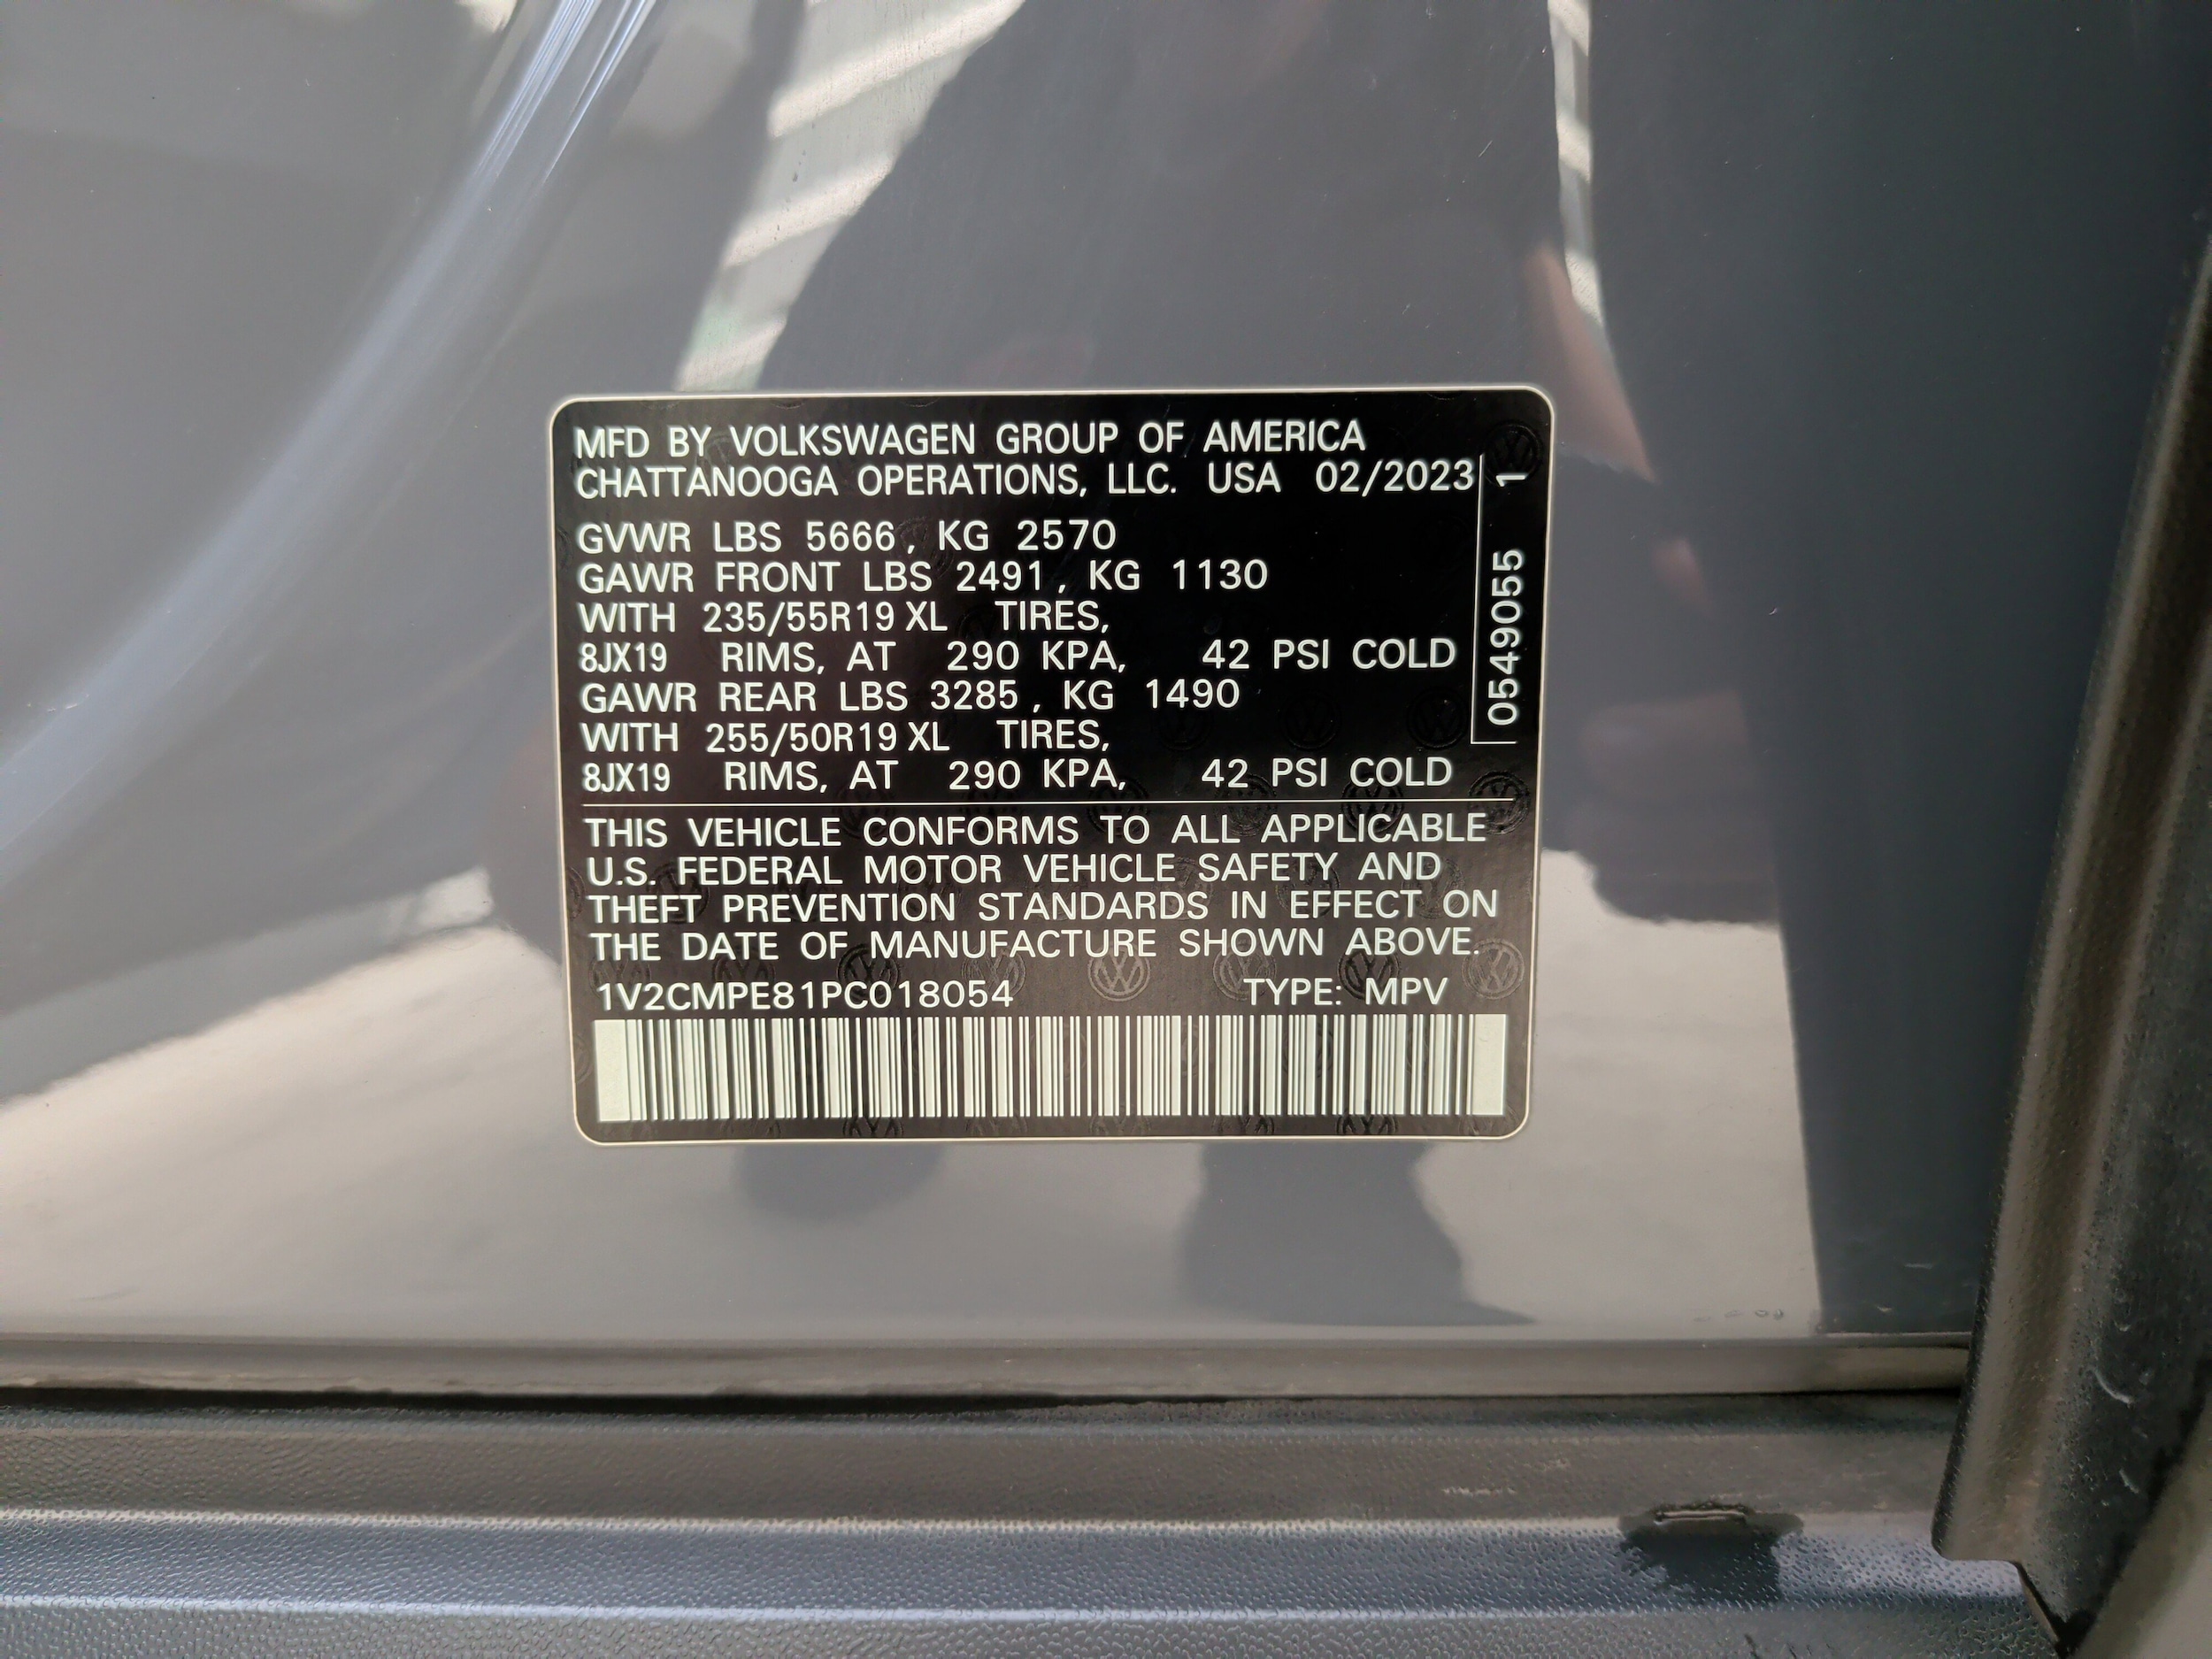 MFD BY VOLKSWAGEN GROUP OF AMERICA
CHATTANOOGA OPERATIONS, LLC. USA 02/2023
GVWR LBS 5666, KG 2570
GAWR FRONT LBS 2491, KG 1130
WITH 235/55R19 XL TIRES,
8JX19 RIMS, AT 290 KPA, 42 PSI COLD
GAWR REAR LBS 3285, KG 1490
WITH 255/50R19 XL TIRES,
8JX19 RIMS, AT 290 KPA, 42 PSI COLD
0549055 1
THIS VEHICLE CONFORMS TO ALL APPLICABLE
U.S. FEDERAL MOTOR VEHICLE SAFETY AND
THEFT PREVENTION STANDARDS IN EFFECT ON
THE DATE OF MANUFACTURE SHOWN ABOVE.
1V2CMPE81PC018054 TYPE: MPV